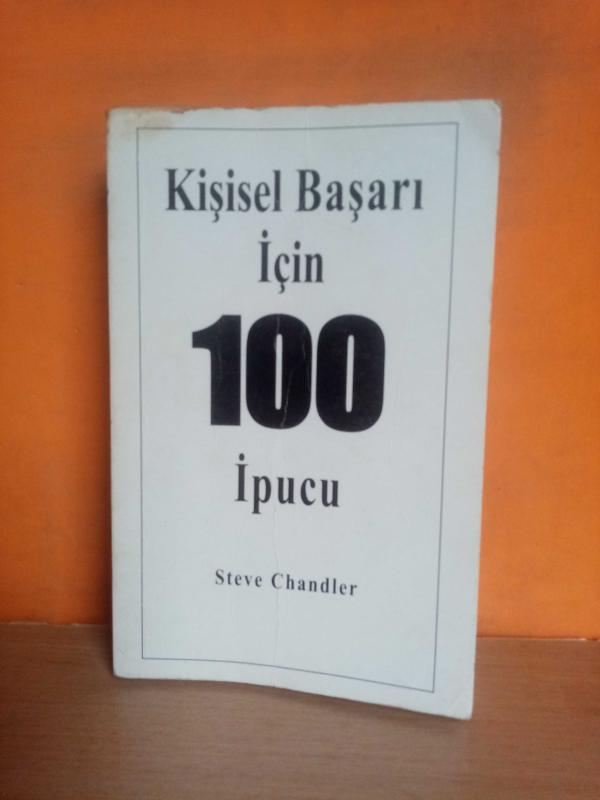 Kişisel Başarı
İçin
100
İpucu
Steve Chandler